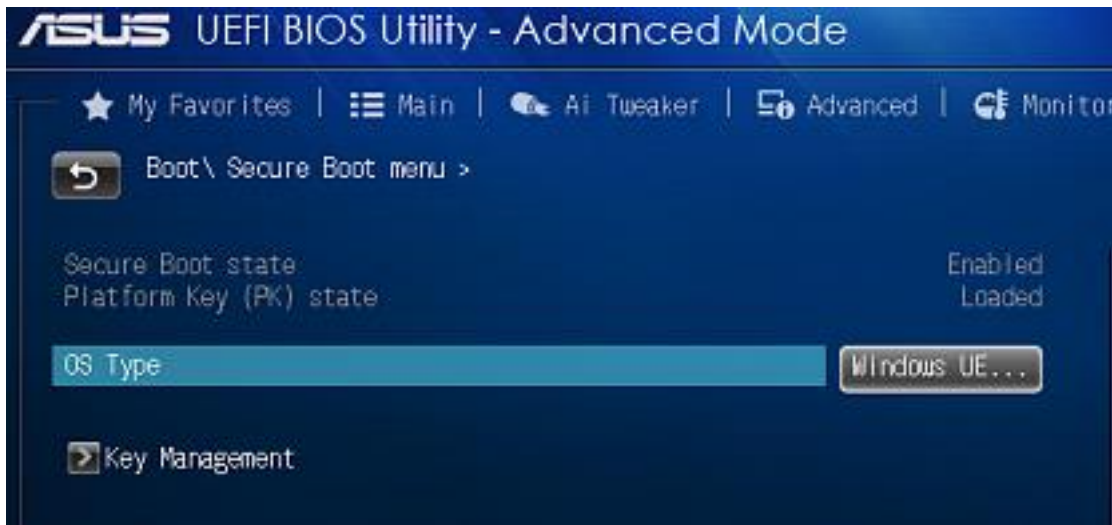 ASUS UEFI BIOS Utility - Advanced Mode
My Favorites | Main | Ai Tweaker | Advanced | Monitor
Boot\ Secure Boot menu >
Secure Boot state Enabled
Platform Key (PK) state Loaded
OS Type Windows UE...
Key Management